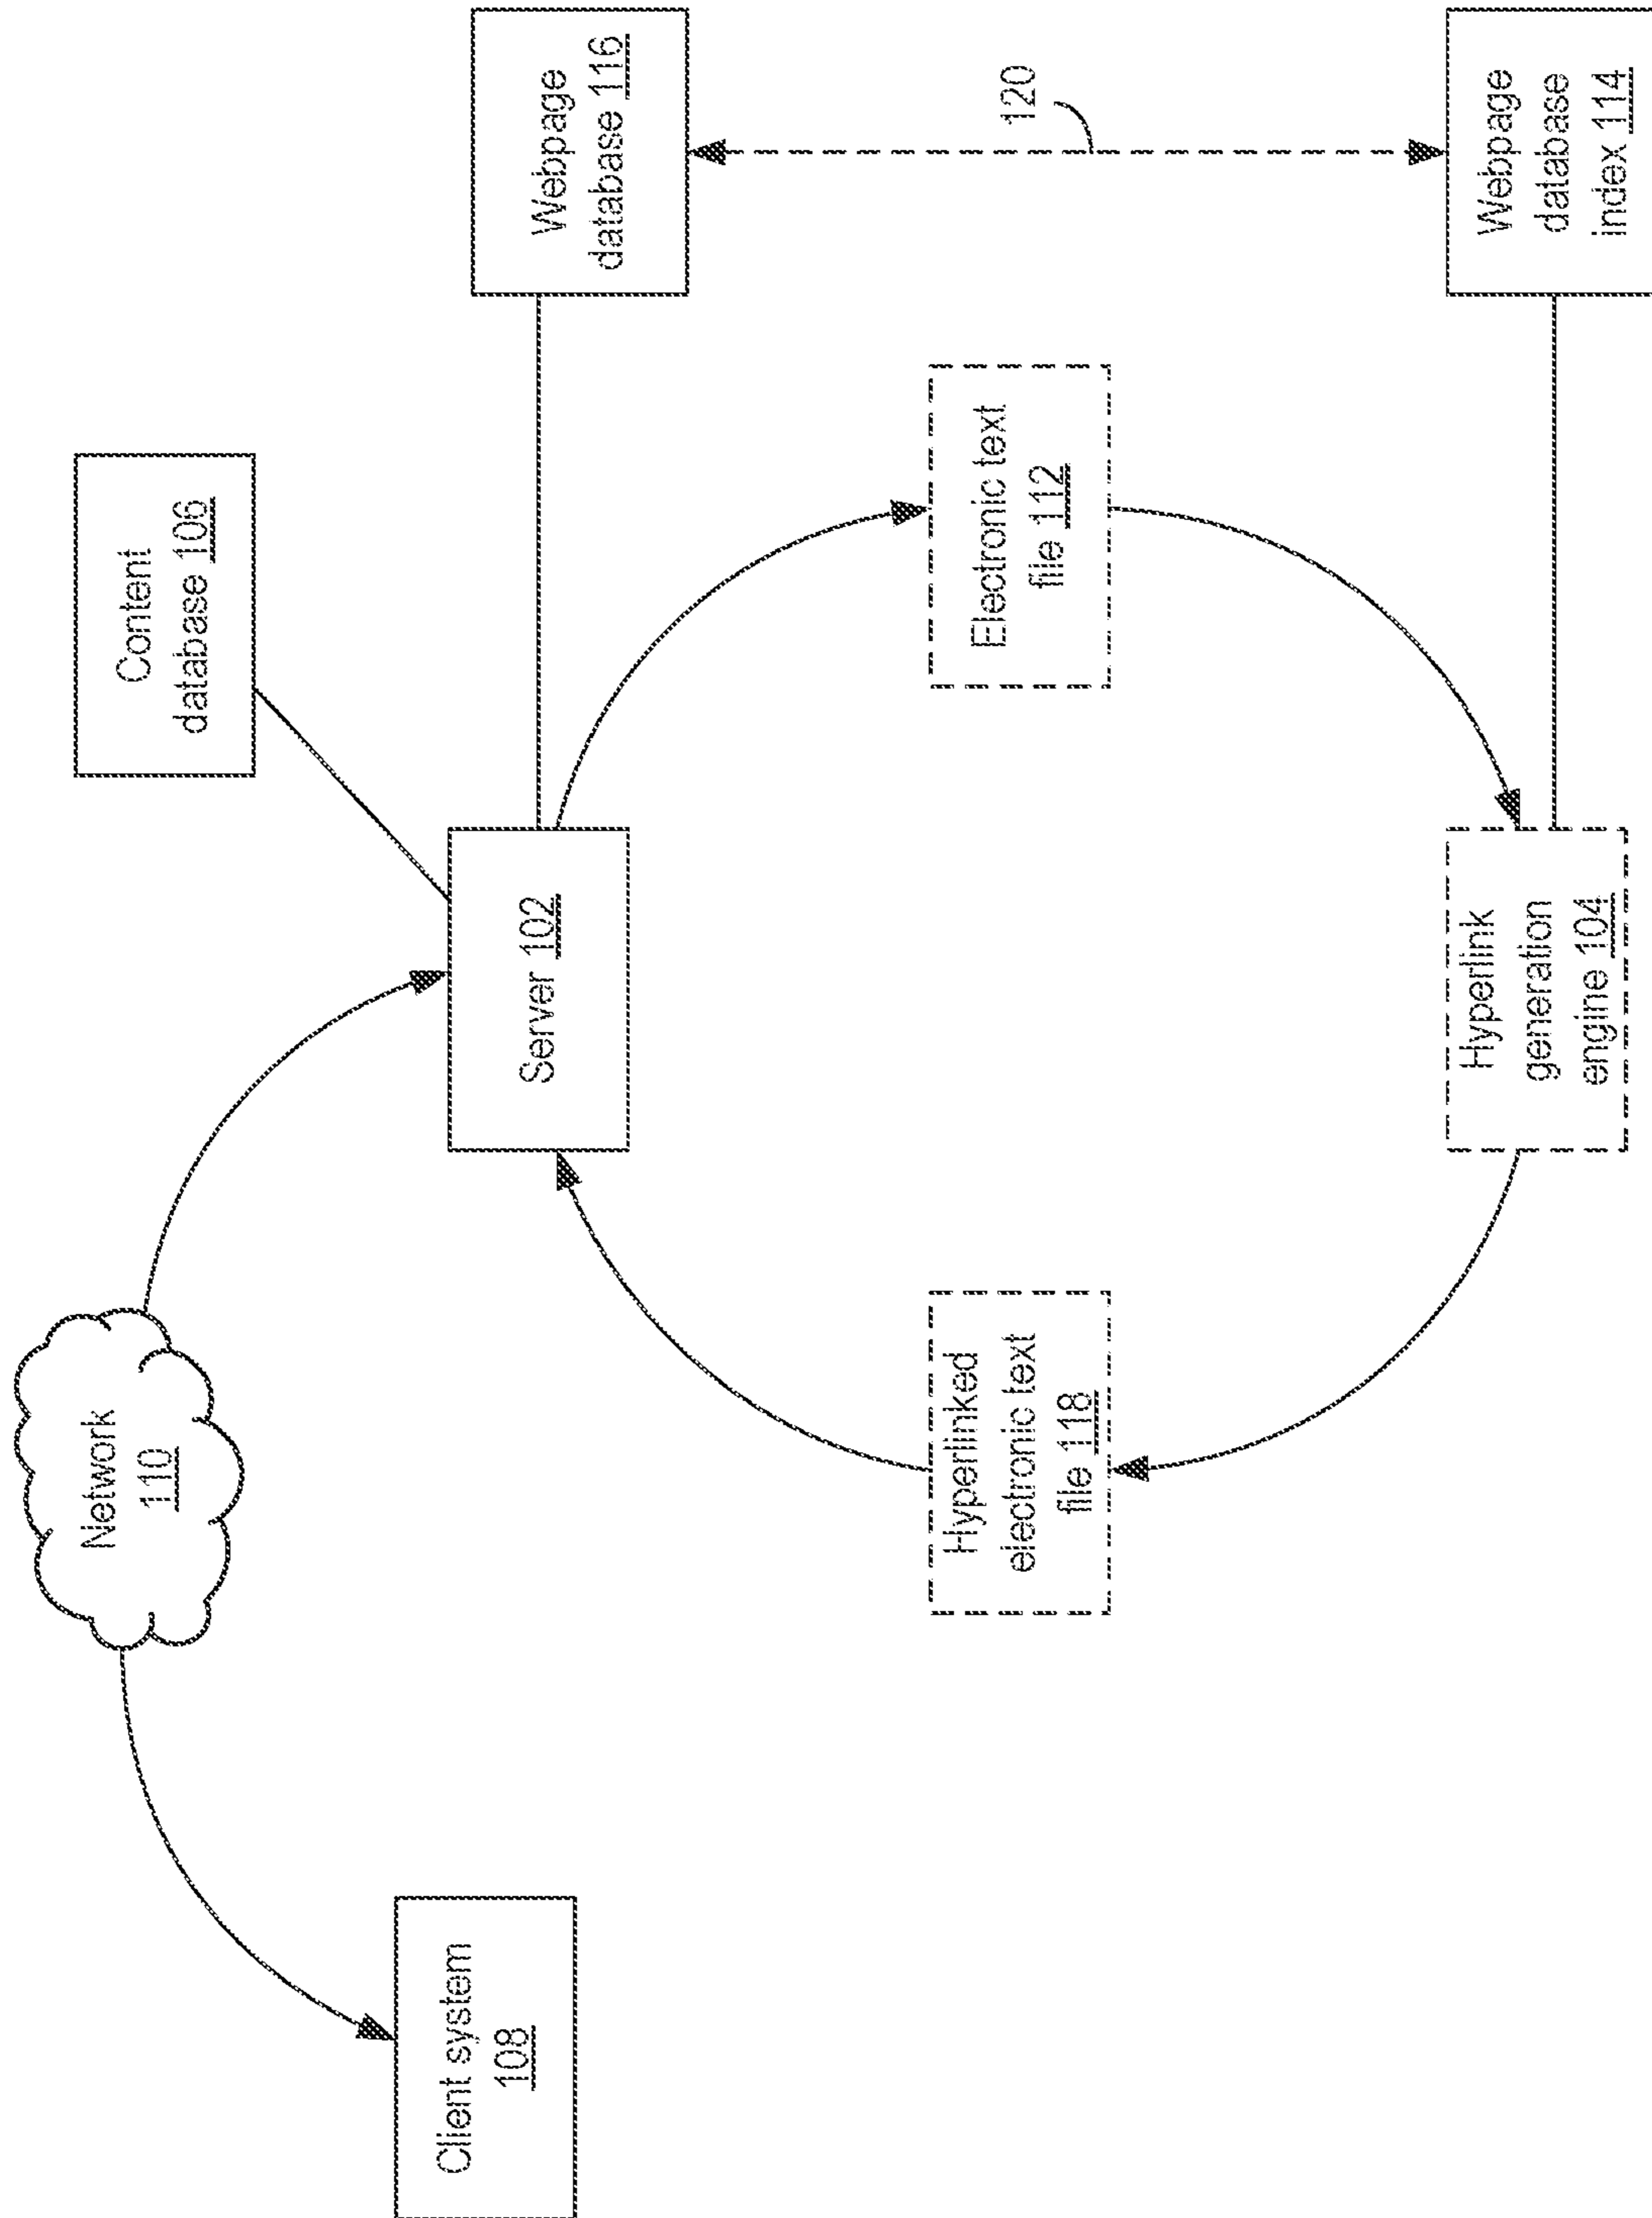 Network
110
Client system
108
Content
database 106
Server 102
Webpage
database 116
Hyperlinked
electronic text
file 118
Electronic text
file 112
120
Hyperlink
generation
engine 104
Webpage
database
index 114